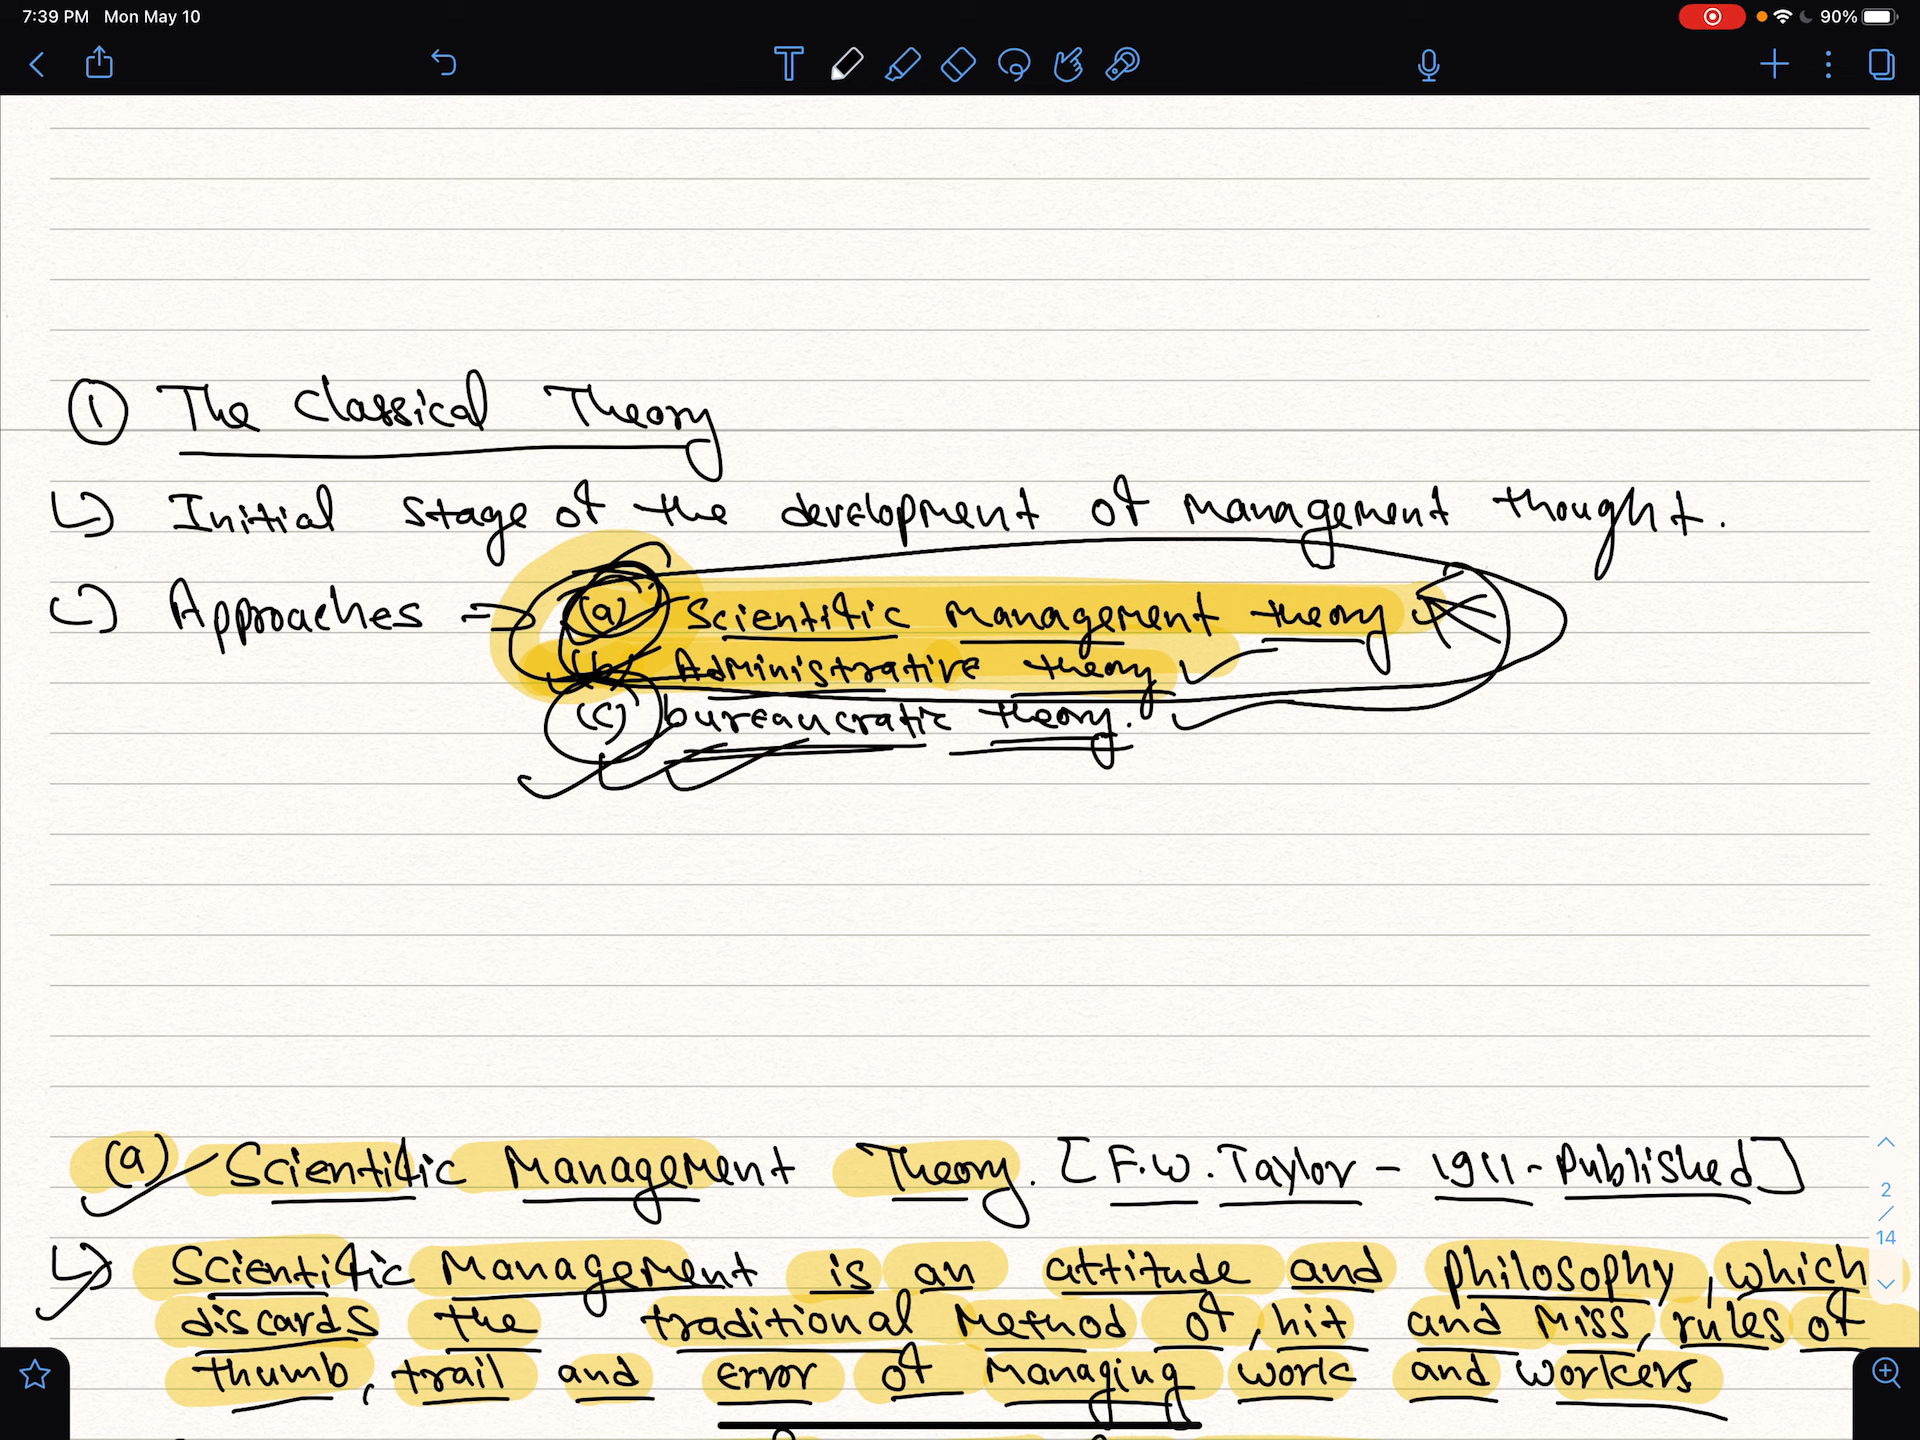 7:39 PM Mon May 10
90%
① The Classical Theory
↳ Initial stage of the development of management thought.
↳ Approaches ⇒ (a) Scientific Management theory
(b) Administrative theory
(c) bureaucratic theory.
(a) Scientific Management Theory. [F.W. Taylor - 1911 - Published]
↳ Scientific Management is an attitude and philosophy, which
discards the traditional Method of, hit and Miss, rules of
thumb, trail and error of Managing work and workers
2
/
14